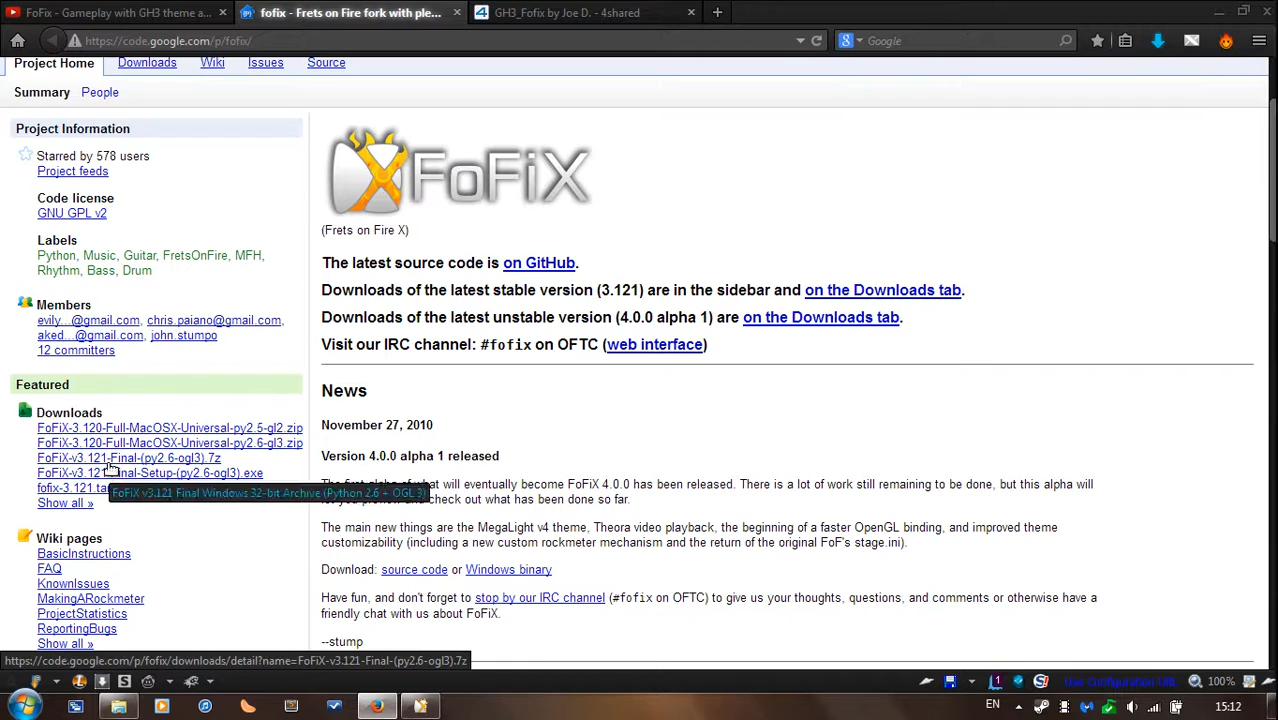 FoFiX - Gameplay with GH3 theme a...
fofix - Frets on Fire fork with ple...
GH3_Fofix by Joe D. - 4shared
https://code.google.com/p/fofix/
Google
Project Home
Downloads
Wiki
Issues
Source
Summary
People
Project Information
Starred by 578 users
Project feeds
Code license
GNU GPL v2
Labels
Python, Music, Guitar, FretsOnFire, MFH,
Rhythm, Bass, Drum
Members
evily...@gmail.com, chris.paiano@gmail.com,
aked...@gmail.com, john.stumpo
12 committers
Featured
Downloads
FoFiX-3.120-Full-MacOSX-Universal-py2.5-gl2.zip
FoFiX-3.120-Full-MacOSX-Universal-py2.6-gl3.zip
FoFiX-v3.121-Final-(py2.6-ogl3).7z
FoFiX-v3.121-Final-Setup-(py2.6-ogl3).exe
fofix-3.121.ta
FoFiX v3.121 Final Windows 32-bit Archive (Python 2.6 + OGL 3)
Show all »
Wiki pages
BasicInstructions
FAQ
KnownIssues
MakingARockmeter
ProjectStatistics
ReportingBugs
Show all »
FoFiX
(Frets on Fire X)
The latest source code is on GitHub.
Downloads of the latest stable version (3.121) are in the sidebar and on the Downloads tab.
Downloads of the latest unstable version (4.0.0 alpha 1) are on the Downloads tab.
Visit our IRC channel: #fofix on OFTC (web interface)
News
November 27, 2010
Version 4.0.0 alpha 1 released
The first alpha of what will eventually become FoFiX 4.0.0 has been released. There is a lot of work still remaining to be done, but this alpha will
check out what has been done so far.
The main new things are the MegaLight v4 theme, Theora video playback, the beginning of a faster OpenGL binding, and improved theme
customizability (including a new custom rockmeter mechanism and the return of the original FoF's stage.ini).
Download: source code or Windows binary
Have fun, and don't forget to stop by our IRC channel (#fofix on OFTC) to give us your thoughts, questions, and comments or otherwise have a
friendly chat with us about FoFiX.
--stump
https://code.google.com/p/fofix/downloads/detail?name=FoFiX-v3.121-Final-(py2.6-ogl3).7z
Use Configuration URL
100%
EN
15:12